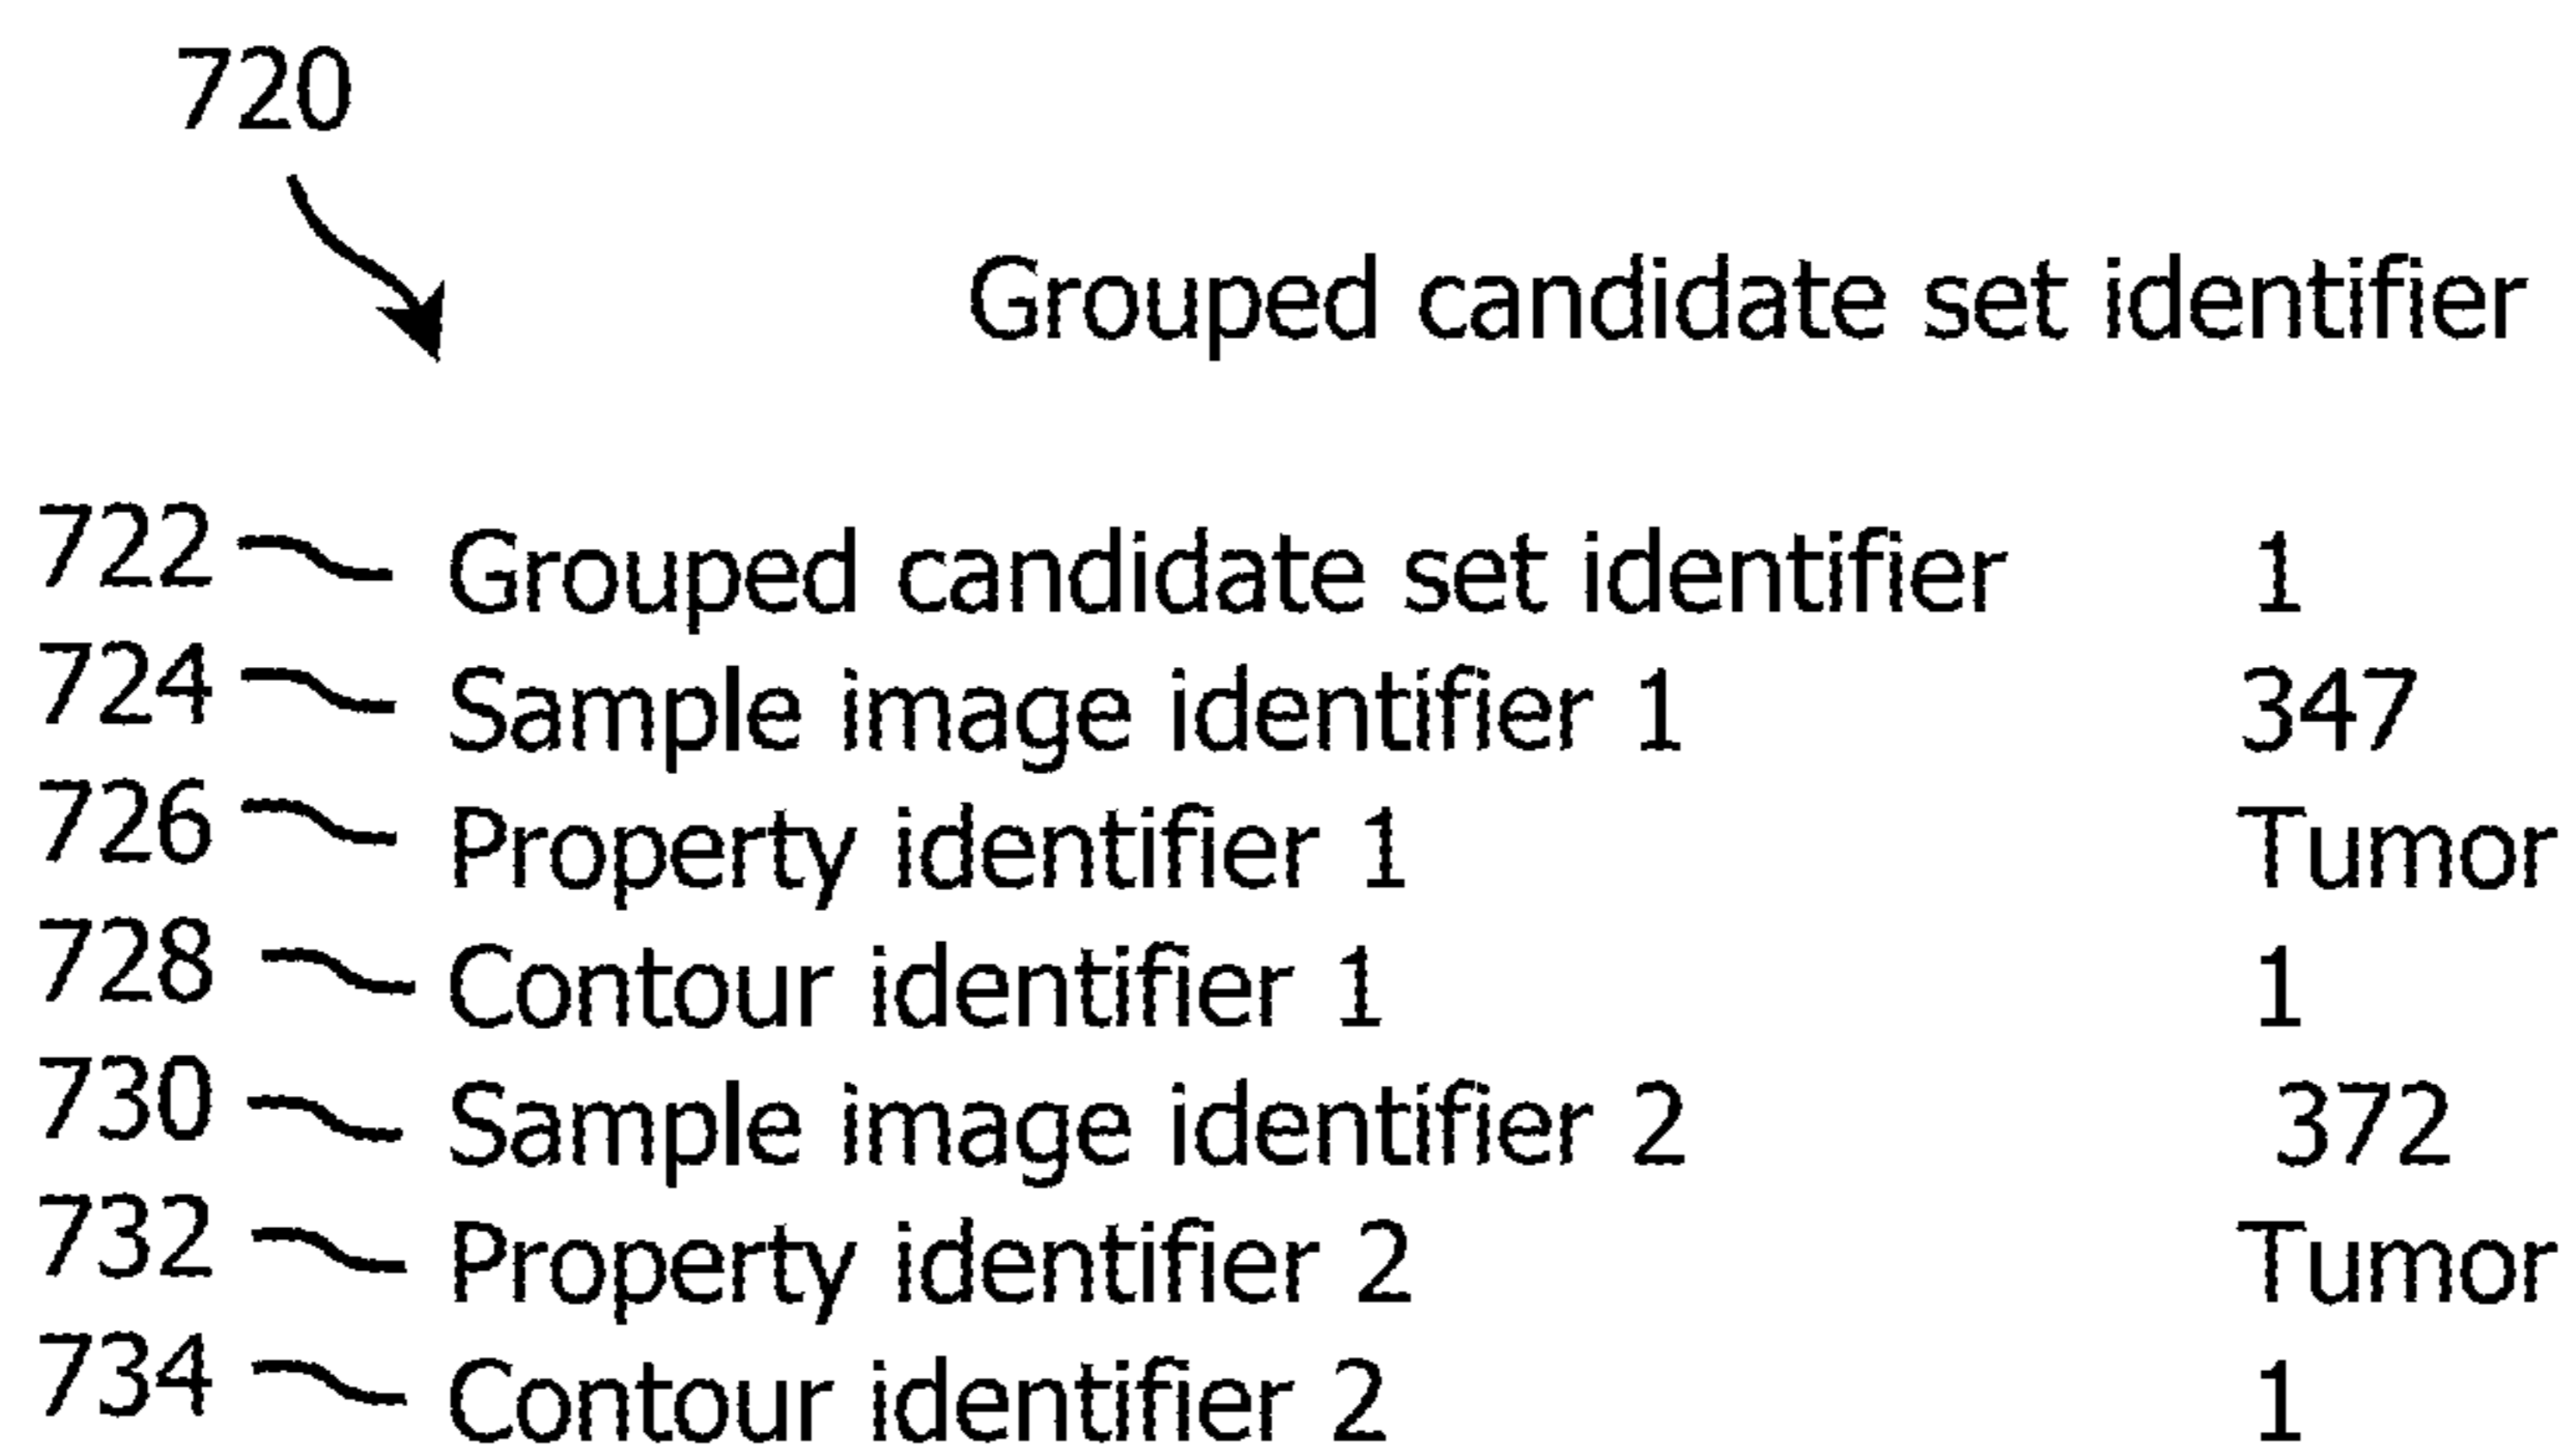 720
Grouped candidate set identifier
722 Grouped candidate set identifier 1
724 Sample image identifier 1 347
726 Property identifier 1 Tumor
728 Contour identifier 1 1
730 Sample image identifier 2 372
732 Property identifier 2 Tumor
734 Contour identifier 2 1